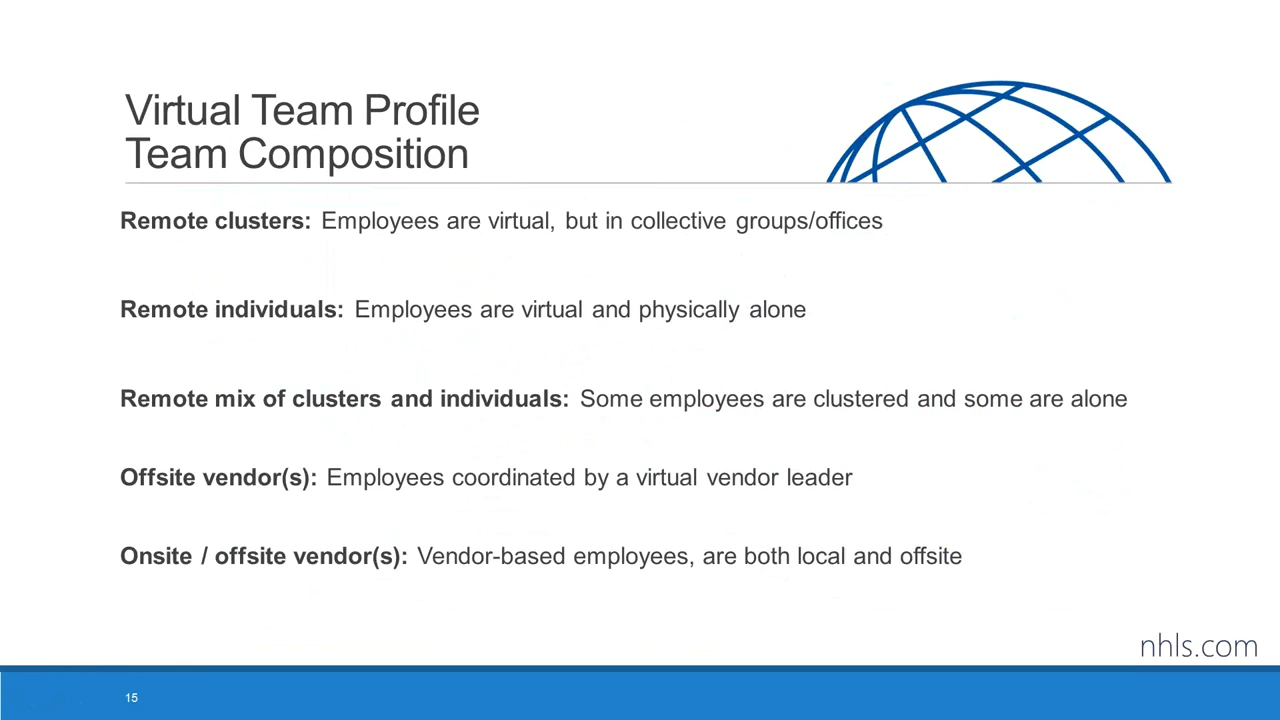 Virtual Team Profile
Team Composition
Remote clusters: Employees are virtual, but in collective groups/offices
Remote individuals: Employees are virtual and physically alone
Remote mix of clusters and individuals: Some employees are clustered and some are alone
Offsite vendor(s): Employees coordinated by a virtual vendor leader
Onsite / offsite vendor(s): Vendor-based employees, are both local and offsite
nhls.com
15